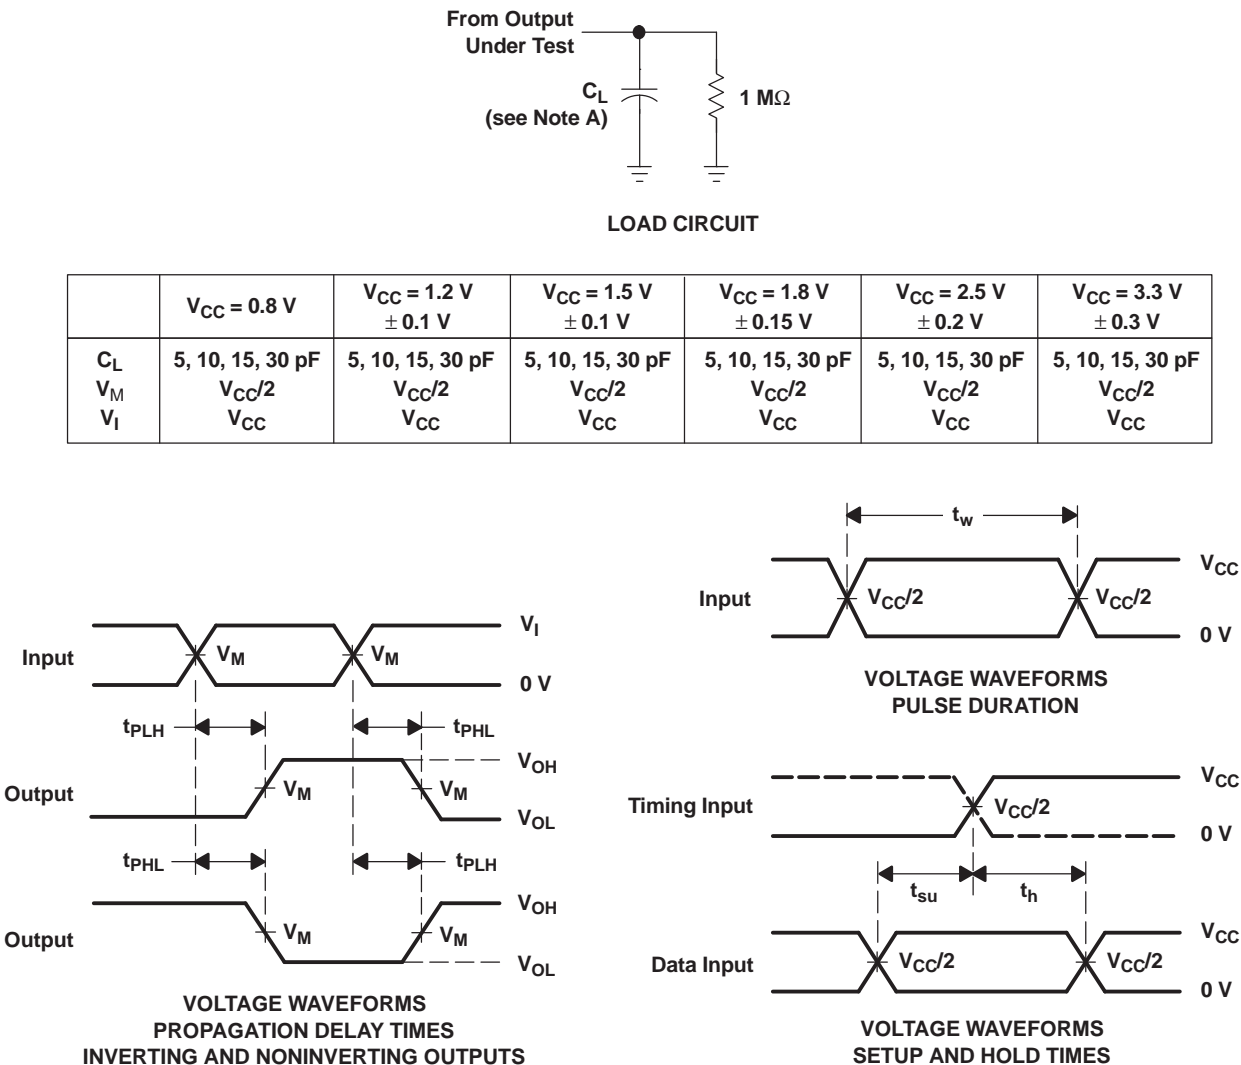 From Output
Under Test
CL
(see Note A)
1 MΩ
LOAD CIRCUIT
VCC = 0.8 V
VCC = 1.2 V
± 0.1 V
VCC = 1.5 V
± 0.1 V
VCC = 1.8 V
± 0.15 V
VCC = 2.5 V
± 0.2 V
VCC = 3.3 V
± 0.3 V
CL 5, 10, 15, 30 pF 5, 10, 15, 30 pF 5, 10, 15, 30 pF 5, 10, 15, 30 pF 5, 10, 15, 30 pF 5, 10, 15, 30 pF
VM VCC/2 VCC/2 VCC/2 VCC/2 VCC/2 VCC/2
VI VCC VCC VCC VCC VCC VCC
Input
VM
VM
VI
0 V
tPLH
tPHL
Output
VM
VM
VOH
VOL
tPHL
tPLH
Output
VM
VM
VOH
VOL
VOLTAGE WAVEFORMS
PROPAGATION DELAY TIMES
INVERTING AND NONINVERTING OUTPUTS
tw
Input
VCC/2
VCC/2
VCC
0 V
VOLTAGE WAVEFORMS
PULSE DURATION
Timing Input
VCC/2
VCC
0 V
tsu
th
Data Input
VCC/2
VCC/2
VCC
0 V
VOLTAGE WAVEFORMS
SETUP AND HOLD TIMES